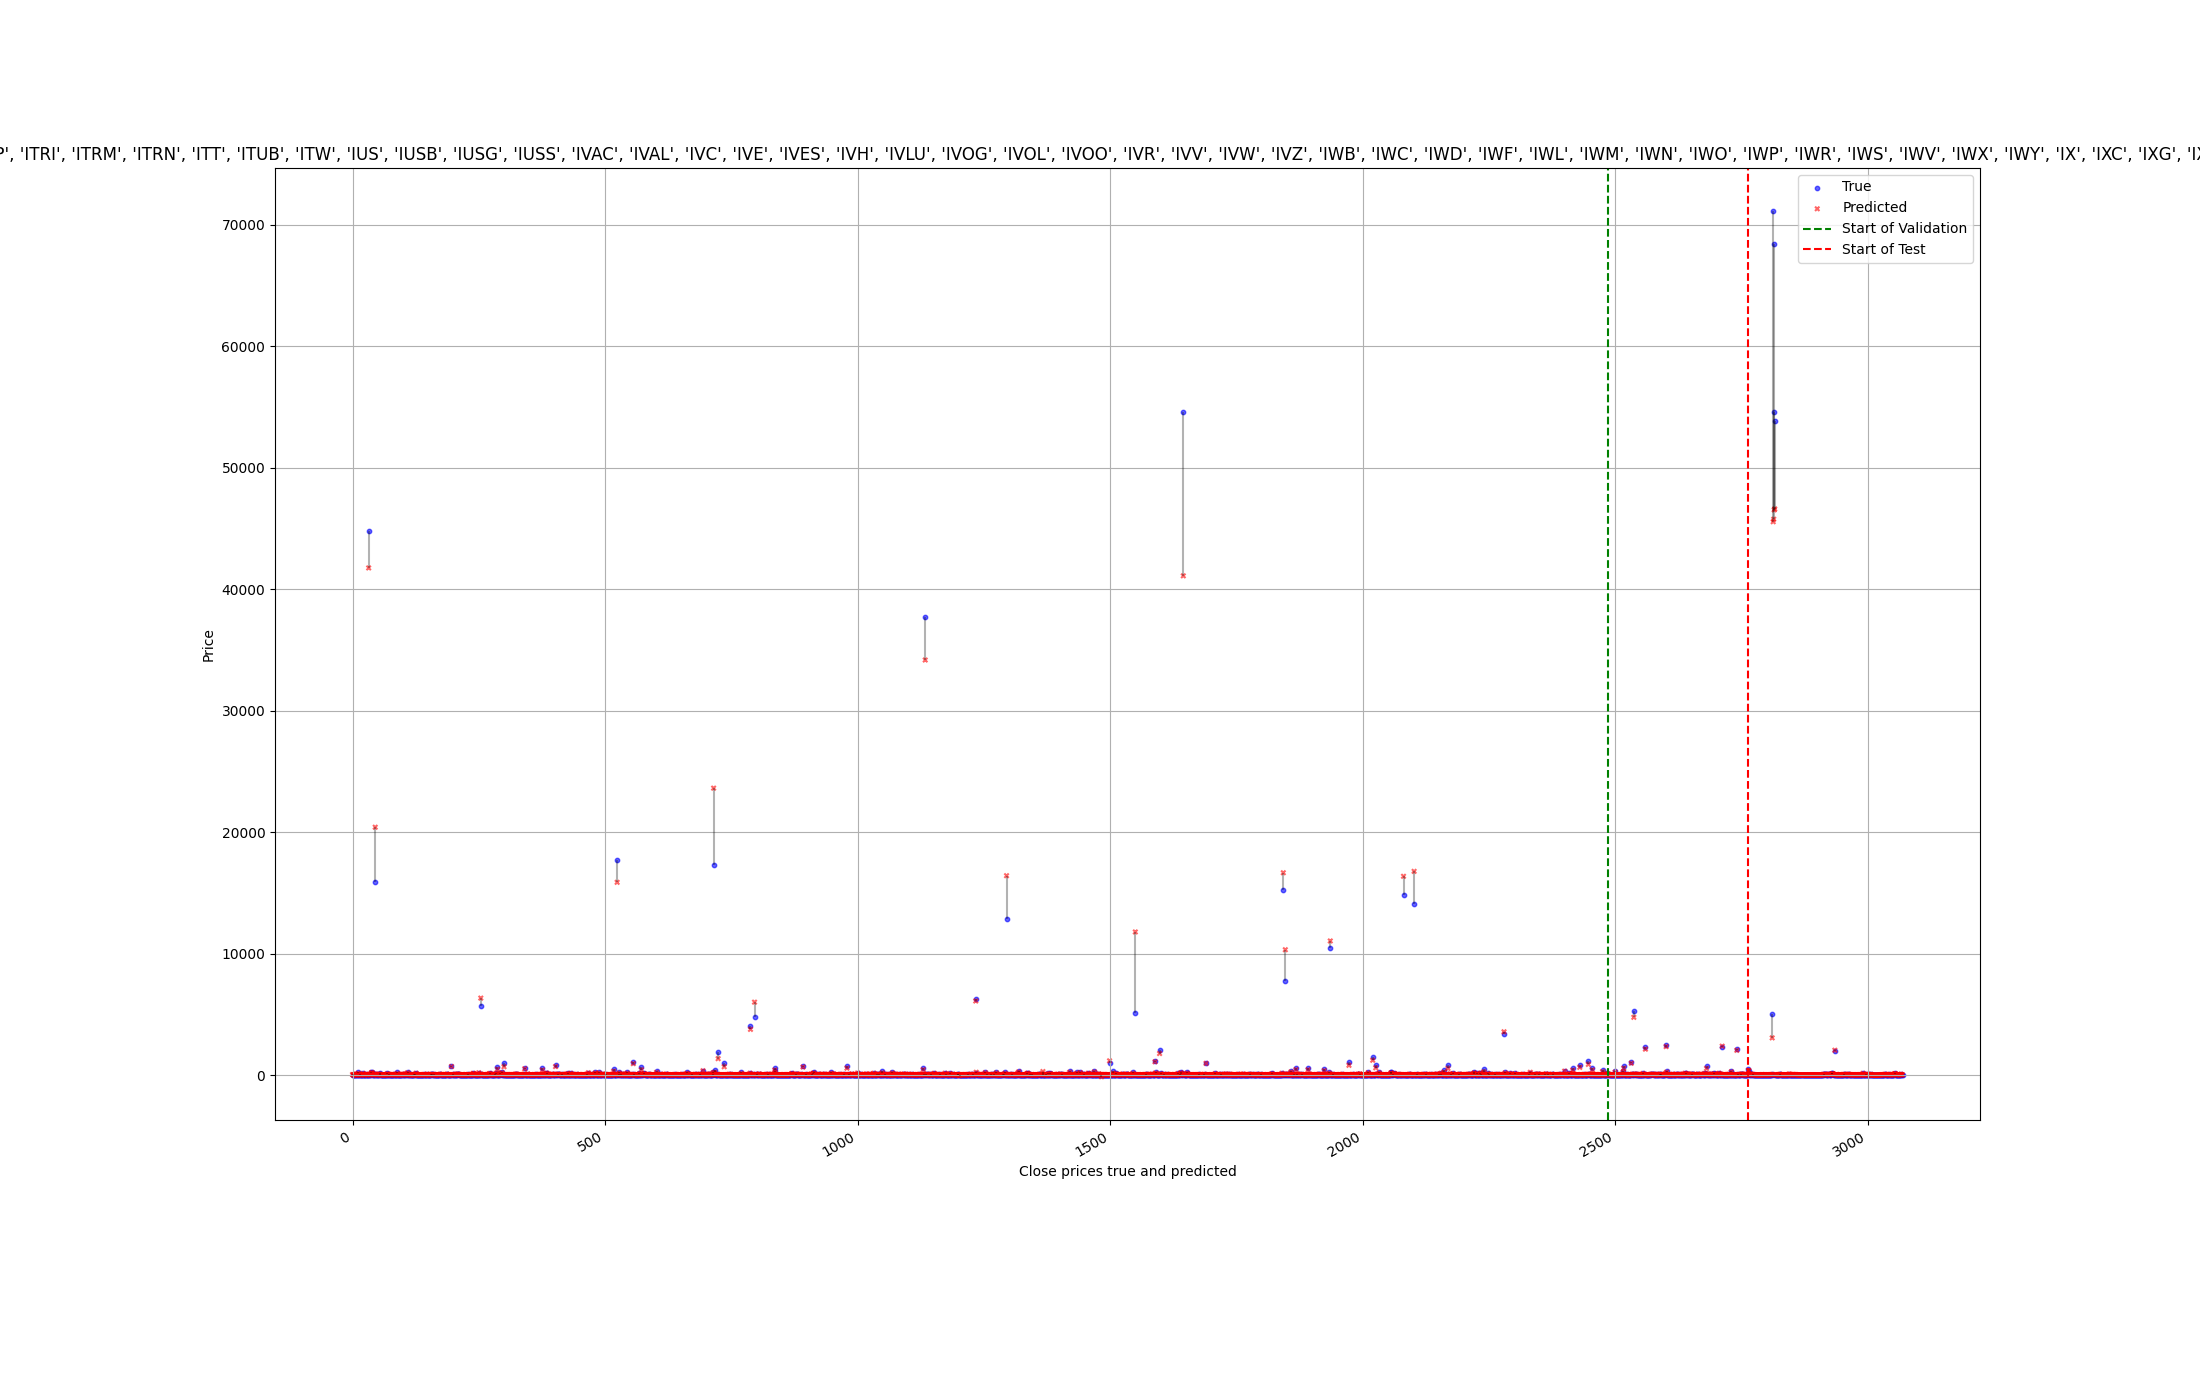 P', 'ITRI', 'ITRM', 'ITRN', 'ITT', 'ITUB', 'ITW', 'IUS', 'IUSB', 'IUSG', 'IUSS', 'IVAC', 'IVAL', 'IVC', 'IVE', 'IVES', 'IVH', 'IVLU', 'IVOG', 'IVOL', 'IVOO', 'IVR', 'IVV', 'IVW', 'IVZ', 'IWB', 'IWC', 'IWD', 'IWF', 'IWL', 'IWM', 'IWN', 'IWO', 'IWP', 'IWR', 'IWS', 'IWV', 'IWX', 'IWY', 'IX', 'IXC', 'IXG', 'IX
True
Predicted
Start of Validation
Start of Test
70000
60000
50000
40000
30000
20000
10000
0
Price
0
500
1000
1500
2000
2500
3000
Close prices true and predicted